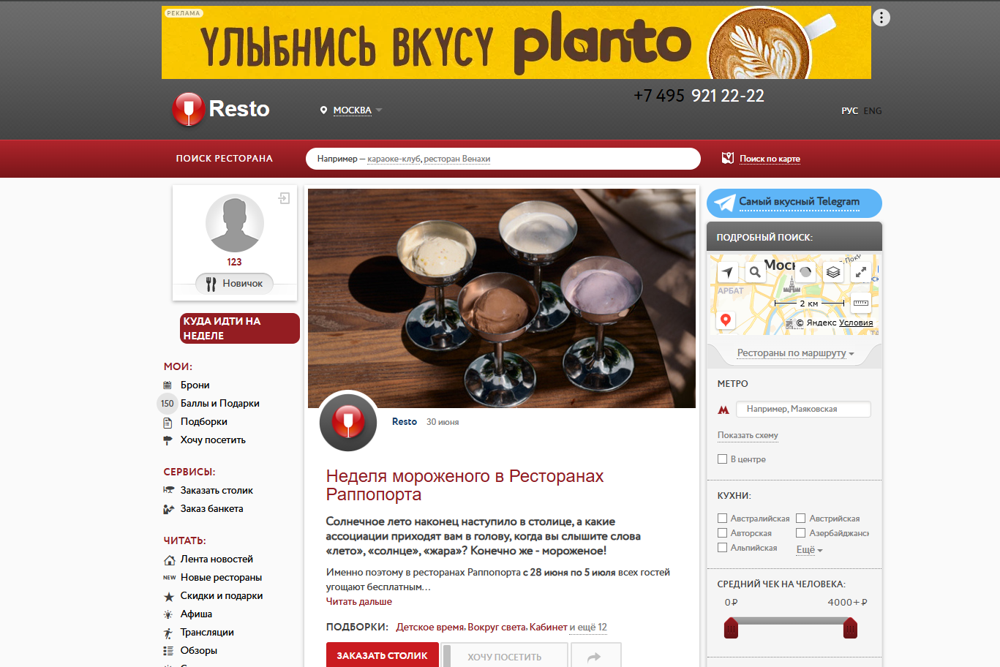 РЕКЛАМА
УЛЫБНИСЬ ВКУСУ planto
+7 495 921 22-22
Resto
МОСКВА
РУС ENG
ПОИСК РЕСТОРАНА
Например — караоке-клуб, ресторан Венахи
Поиск по карте
123
Новичок
КУДА ИДТИ НА
НЕДЕЛЕ
МОИ:
Брони
150 Баллы и Подарки
Подборки
Хочу посетить
СЕРВИСЫ:
Заказать столик
Заказ банкета
ЧИТАТЬ:
Лента новостей
NEW Новые рестораны
Скидки и подарки
Афиша
Трансляции
Обзоры
Resto 30 июня
Неделя мороженого в Ресторанах
Раппопорта
Солнечное лето наконец наступило в столице, а какие
ассоциации приходят вам в голову, когда вы слышите слова
«лето», «солнце», «жара»? Конечно же - мороженое!
Именно поэтому в ресторанах Раппопорта с 28 июня по 5 июля всех гостей
угощают бесплатным...
Читать дальше
ПОДБОРКИ: Детское время, Вокруг света, Кабинет и ещё 12
ЗАКАЗАТЬ СТОЛИК
ХОЧУ ПОСЕТИТЬ
Самый вкусный Telegram
ПОДРОБНЫЙ ПОИСК:
Моск
АРБАТ
2 км
© Яндекс Условия
Рестораны по маршруту
МЕТРО
Например, Маяковская
Показать схему
В центре
КУХНИ:
Австралийская Австрийская
Авторская Азербайджанск
Альпийская Ещё
СРЕДНИЙ ЧЕК НА ЧЕЛОВЕКА:
0 ₽ 4000+ ₽